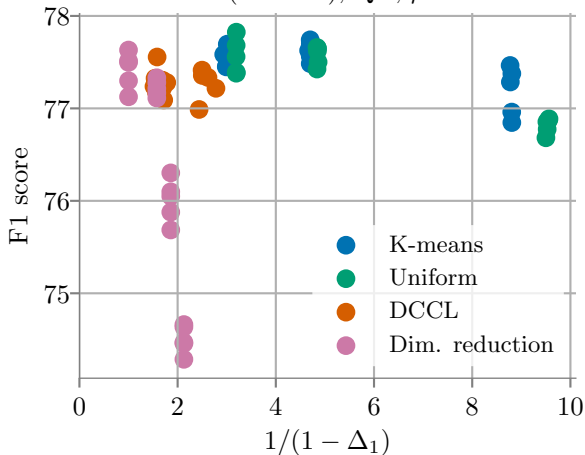 78
77
76
75
F1 score
K-means
Uniform
DCCL
Dim. reduction
0 2 4 6 8 10
1/(1 − Δ₁)